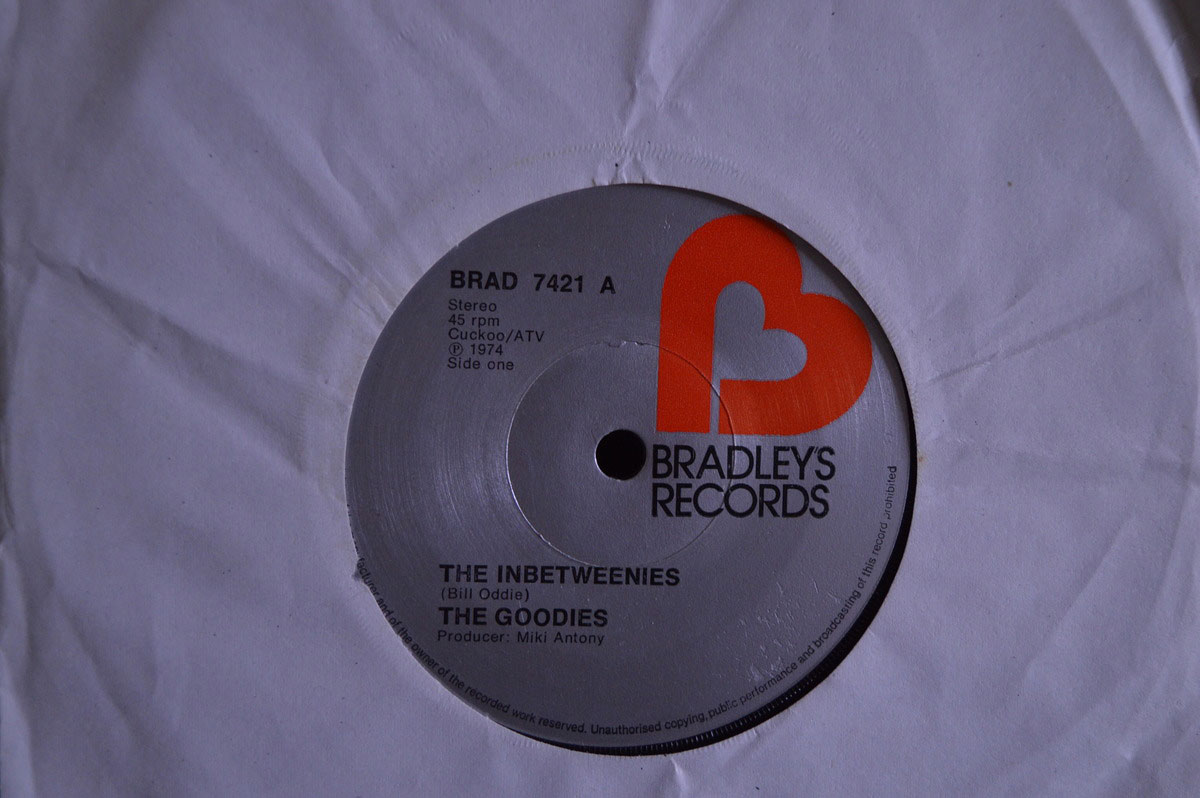 BRAD 7421 A
Stereo
45 rpm
Cuckoo/ATV
Ⓟ 1974
Side one
BRADLEY'S
RECORDS
THE INBETWEENIES
(Bill Oddie)
THE GOODIES
Producer: Miki Antony
facturer and of the owner of the recorded work reserved. Unauthorised copying, public performance and broadcasting of this record prohibited